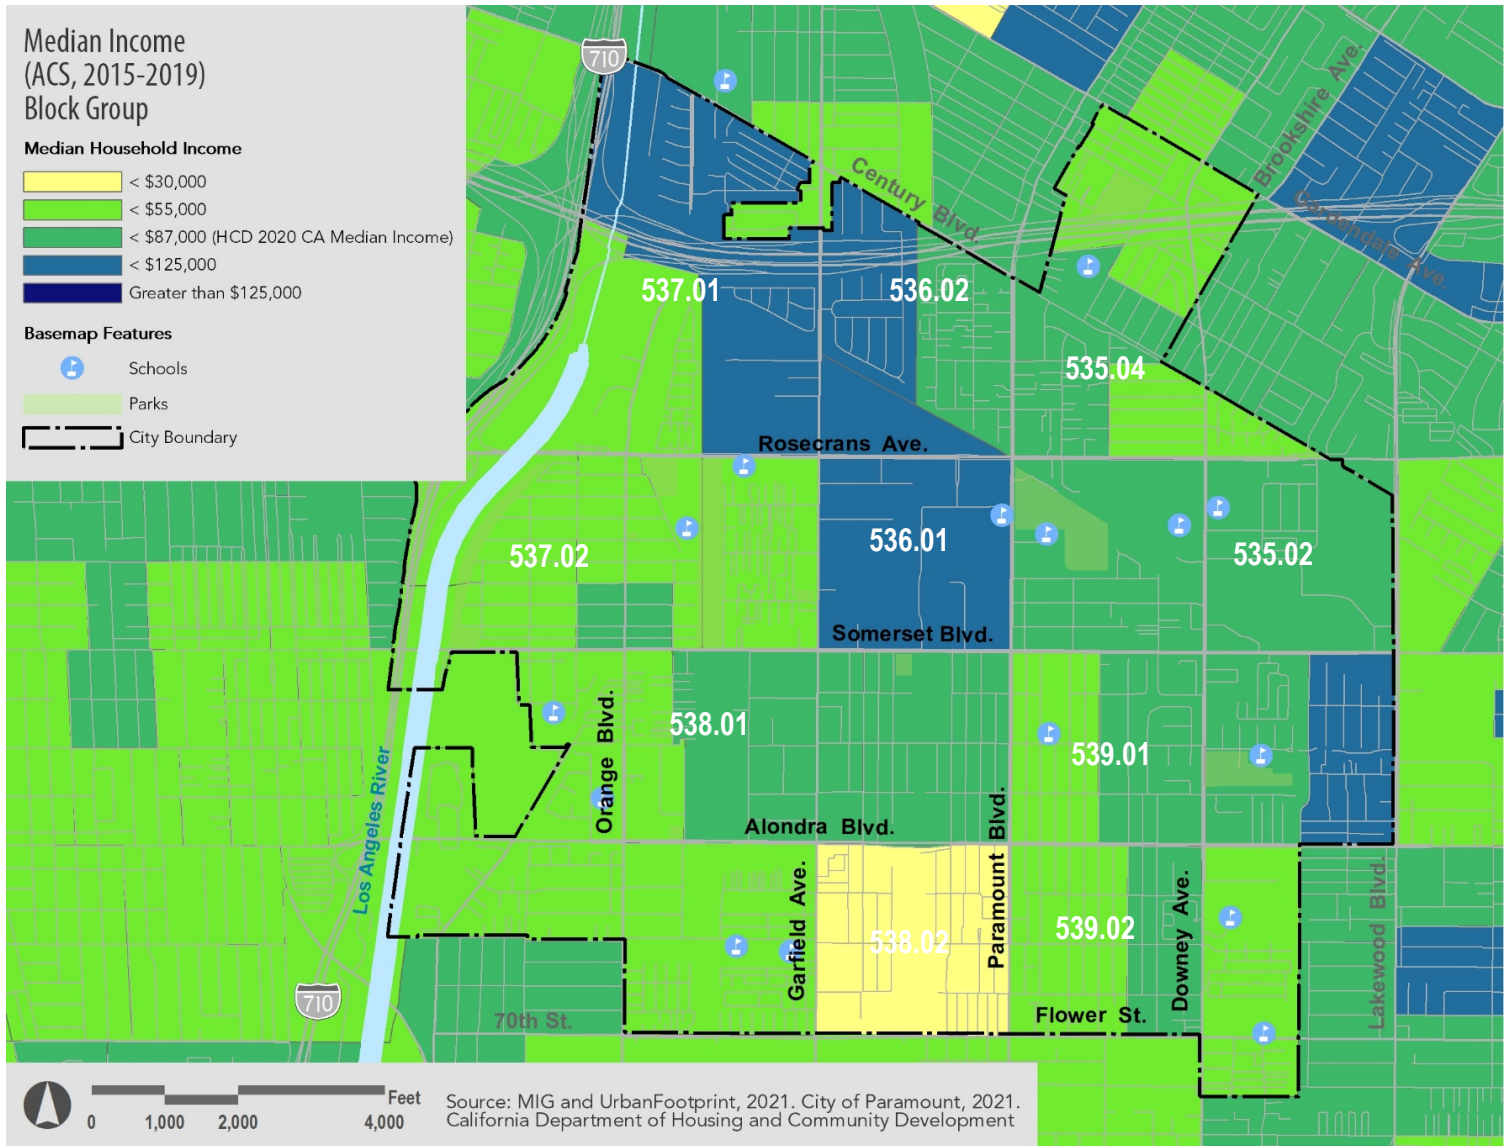 Median Income
(ACS, 2015-2019)
Block Group
Median Household Income
< $30,000
< $55,000
< $87,000 (HCD 2020 CA Median Income)
< $125,000
Greater than $125,000
Basemap Features
Schools
Parks
City Boundary
710
Brookshire Ave.
Century Blvd.
Gardendale Ave.
537.01
536.02
535.04
Rosecrans Ave.
537.02
536.01
535.02
Somerset Blvd.
Orange Blvd.
538.01
539.01
Los Angeles River
Alondra Blvd.
Paramount Blvd.
Garfield Ave.
538.02
539.02
Downey Ave.
Lakewood Blvd.
710
70th St.
Flower St.
Feet
0
1,000
2,000
4,000
Source: MIG and UrbanFootprint, 2021. City of Paramount, 2021.
California Department of Housing and Community Development